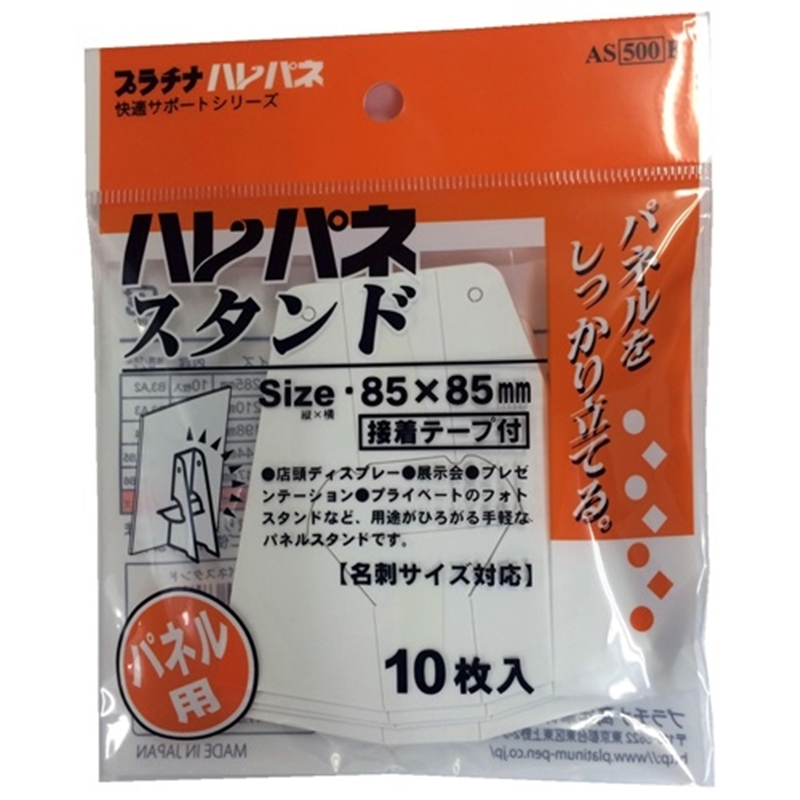 プラチナ ハレパネ
快適サポートシリーズ
AS 500
ハレパネ
スタンド
Size・85×85mm
縦×横
接着テープ付
●店頭ディスプレー●展示会●プレゼ
ンテーション●プライベートのフォト
スタンドなど、用途がひろがる手軽な
パネルスタンドです。
【名刺サイズ対応】
10枚入
パネルを
しっかり立てる。
パネル
用
MADE IN JAPAN
http://www.platinum-pen.co.jp/